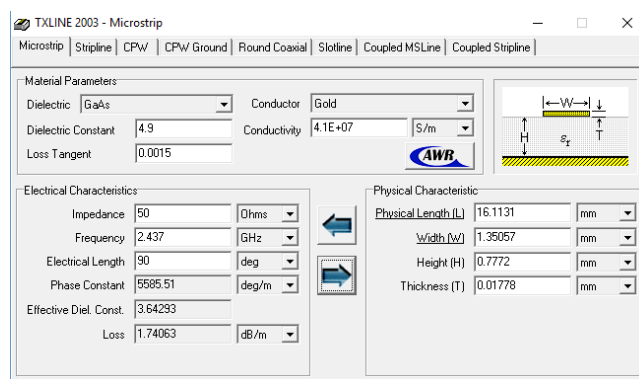 TXLINE 2003 - Microstrip
Microstrip Stripline CPW CPW Ground Round Coaxial Slotline Coupled MSLine Coupled Stripline
Material Parameters
Dielectric GaAs Conductor Gold
Dielectric Constant 4.9 Conductivity 4.1E+07 S/m
Loss Tangent 0.0015 AWR
W
H εr T
Electrical Characteristics
Impedance 50 Ohms
Frequency 2.437 GHz
Electrical Length 90 deg
Phase Constant 5585.51 deg/m
Effective Diel. Const. 3.64293
Loss 1.74063 dB/m
Physical Characteristic
Physical Length (L) 16.1131 mm
Width (W) 1.35057 mm
Height (H) 0.7772 mm
Thickness (T) 0.01778 mm